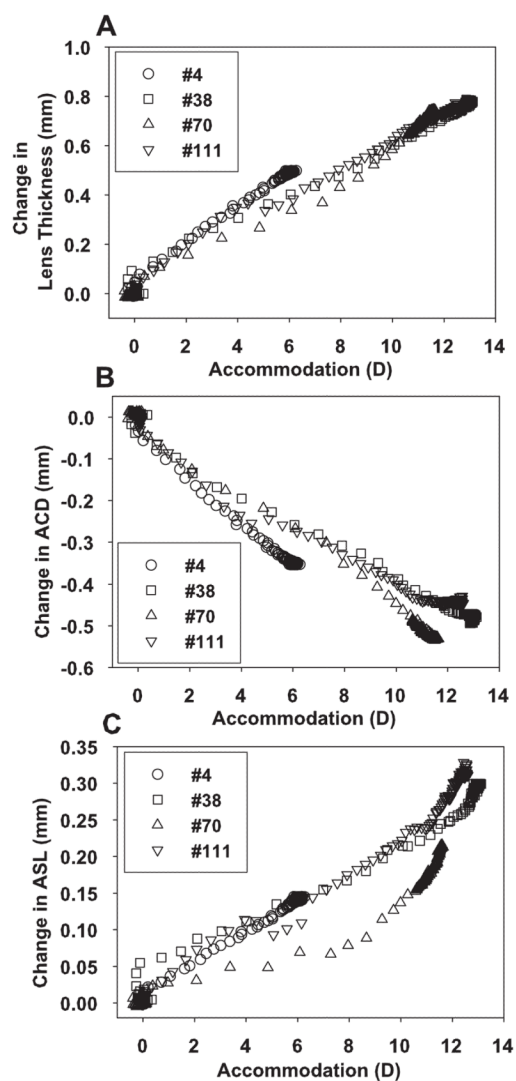 A
Change in
Lens Thickness (mm)
1.0
0.8
0.6
0.4
0.2
0.0
#4
#38
#70
#111
0 2 4 6 8 10 12 14
Accommodation (D)
B
Change in ACD (mm)
0.0
-0.1
-0.2
-0.3
-0.4
-0.5
-0.6
#4
#38
#70
#111
0 2 4 6 8 10 12 14
Accommodation (D)
C
Change in ASL (mm)
0.35
0.30
0.25
0.20
0.15
0.10
0.05
0.00
#4
#38
#70
#111
0 2 4 6 8 10 12 14
Accommodation (D)